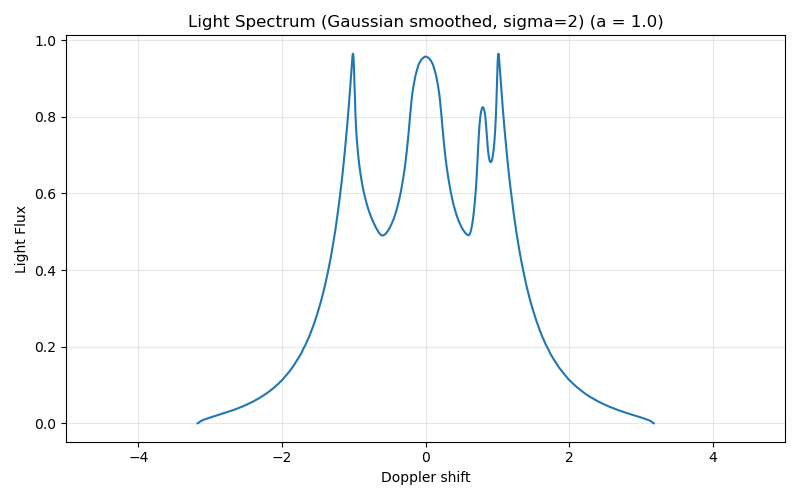 Light Spectrum (Gaussian smoothed, sigma=2) (a = 1.0)
1.0
0.8
0.6
0.4
0.2
0.0
Light Flux
−4 −2 0 2 4
Doppler shift